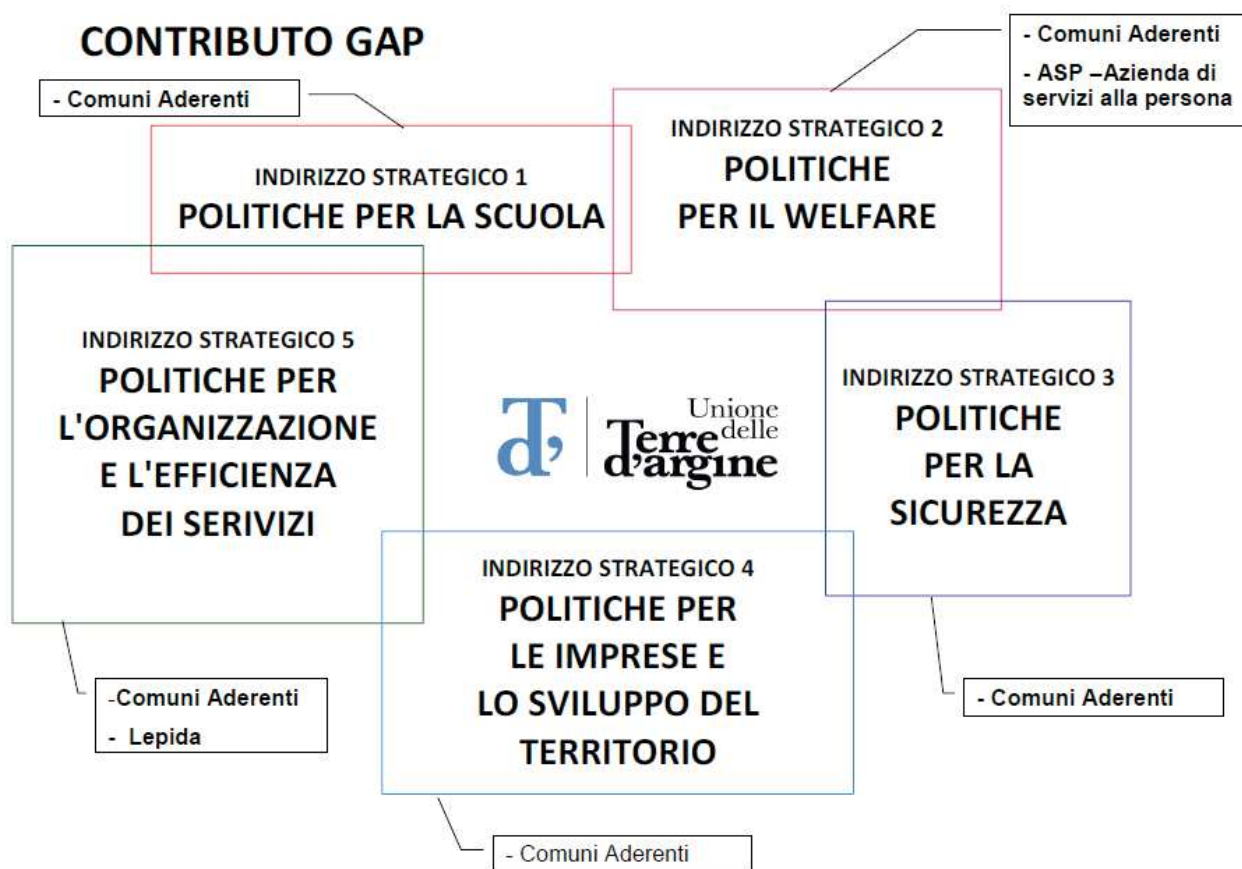 CONTRIBUTO GAP
- Comuni Aderenti
- Comuni Aderenti
- ASP –Azienda di
servizi alla persona
INDIRIZZO STRATEGICO 1
POLITICHE PER LA SCUOLA
INDIRIZZO STRATEGICO 2
POLITICHE
PER IL WELFARE
INDIRIZZO STRATEGICO 5
POLITICHE PER
L'ORGANIZZAZIONE
E L'EFFICIENZA
DEI SERIVIZI
Td,
Unione
delle
Terre
d'argine
INDIRIZZO STRATEGICO 3
POLITICHE
PER LA
SICUREZZA
INDIRIZZO STRATEGICO 4
POLITICHE PER
LE IMPRESE E
LO SVILUPPO DEL
TERRITORIO
-Comuni Aderenti
- Lepida
- Comuni Aderenti
- Comuni Aderenti